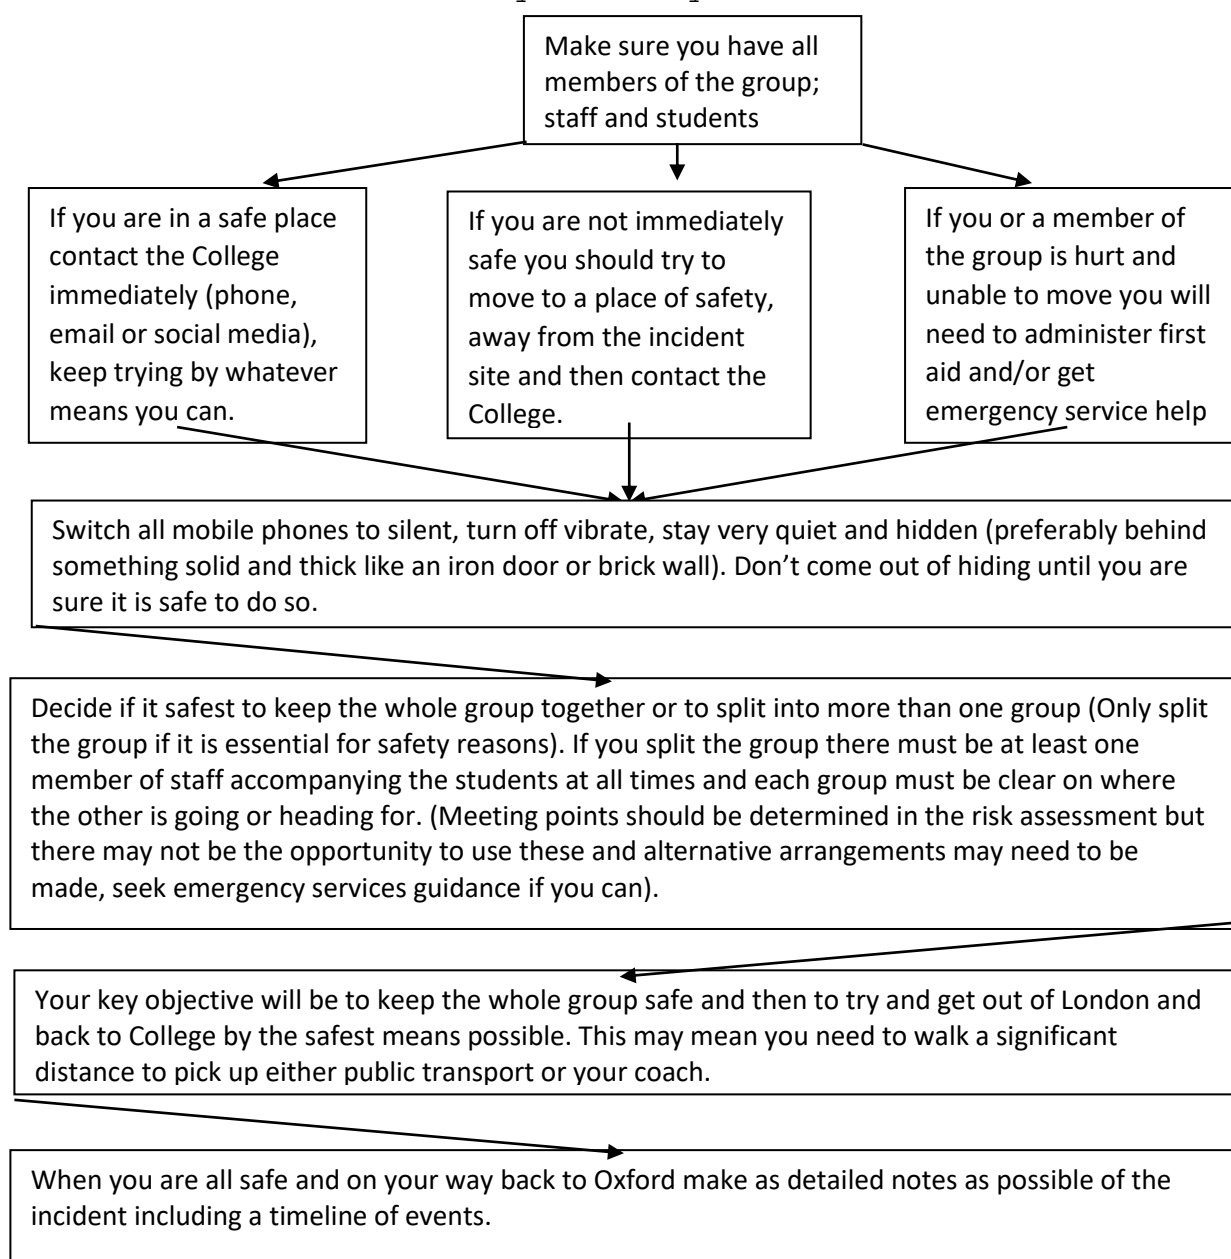 Make sure you have all
members of the group;
staff and students
If you are in a safe place
contact the College
immediately (phone,
email or social media),
keep trying by whatever
means you can.
If you are not immediately
safe you should try to
move to a place of safety,
away from the incident
site and then contact the
College.
If you or a member of
the group is hurt and
unable to move you will
need to administer first
aid and/or get
emergency service help
Switch all mobile phones to silent, turn off vibrate, stay very quiet and hidden (preferably behind
something solid and thick like an iron door or brick wall). Don’t come out of hiding until you are
sure it is safe to do so.
Decide if it safest to keep the whole group together or to split into more than one group (Only split
the group if it is essential for safety reasons). If you split the group there must be at least one
member of staff accompanying the students at all times and each group must be clear on where
the other is going or heading for. (Meeting points should be determined in the risk assessment but
there may not be the opportunity to use these and alternative arrangements may need to be
made, seek emergency services guidance if you can).
Your key objective will be to keep the whole group safe and then to try and get out of London and
back to College by the safest means possible. This may mean you need to walk a significant
distance to pick up either public transport or your coach.
When you are all safe and on your way back to Oxford make as detailed notes as possible of the
incident including a timeline of events.